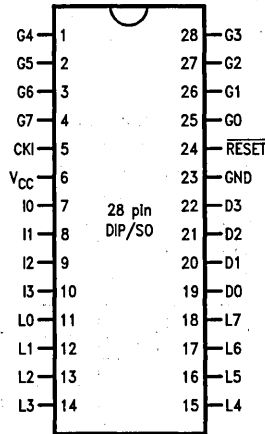 G4 1 28 G3
G5 2 27 G2
G6 3 26 G1
G7 4 25 G0
CKI 5 24 RESET
VCC 6 23 GND
I0 7 22 D3
I1 8 28 pin 21 D2
DIP/SO
I2 9 20 D1
I3 10 19 D0
L0 11 18 L7
L1 12 17 L6
L2 13 16 L5
L3 14 15 L4